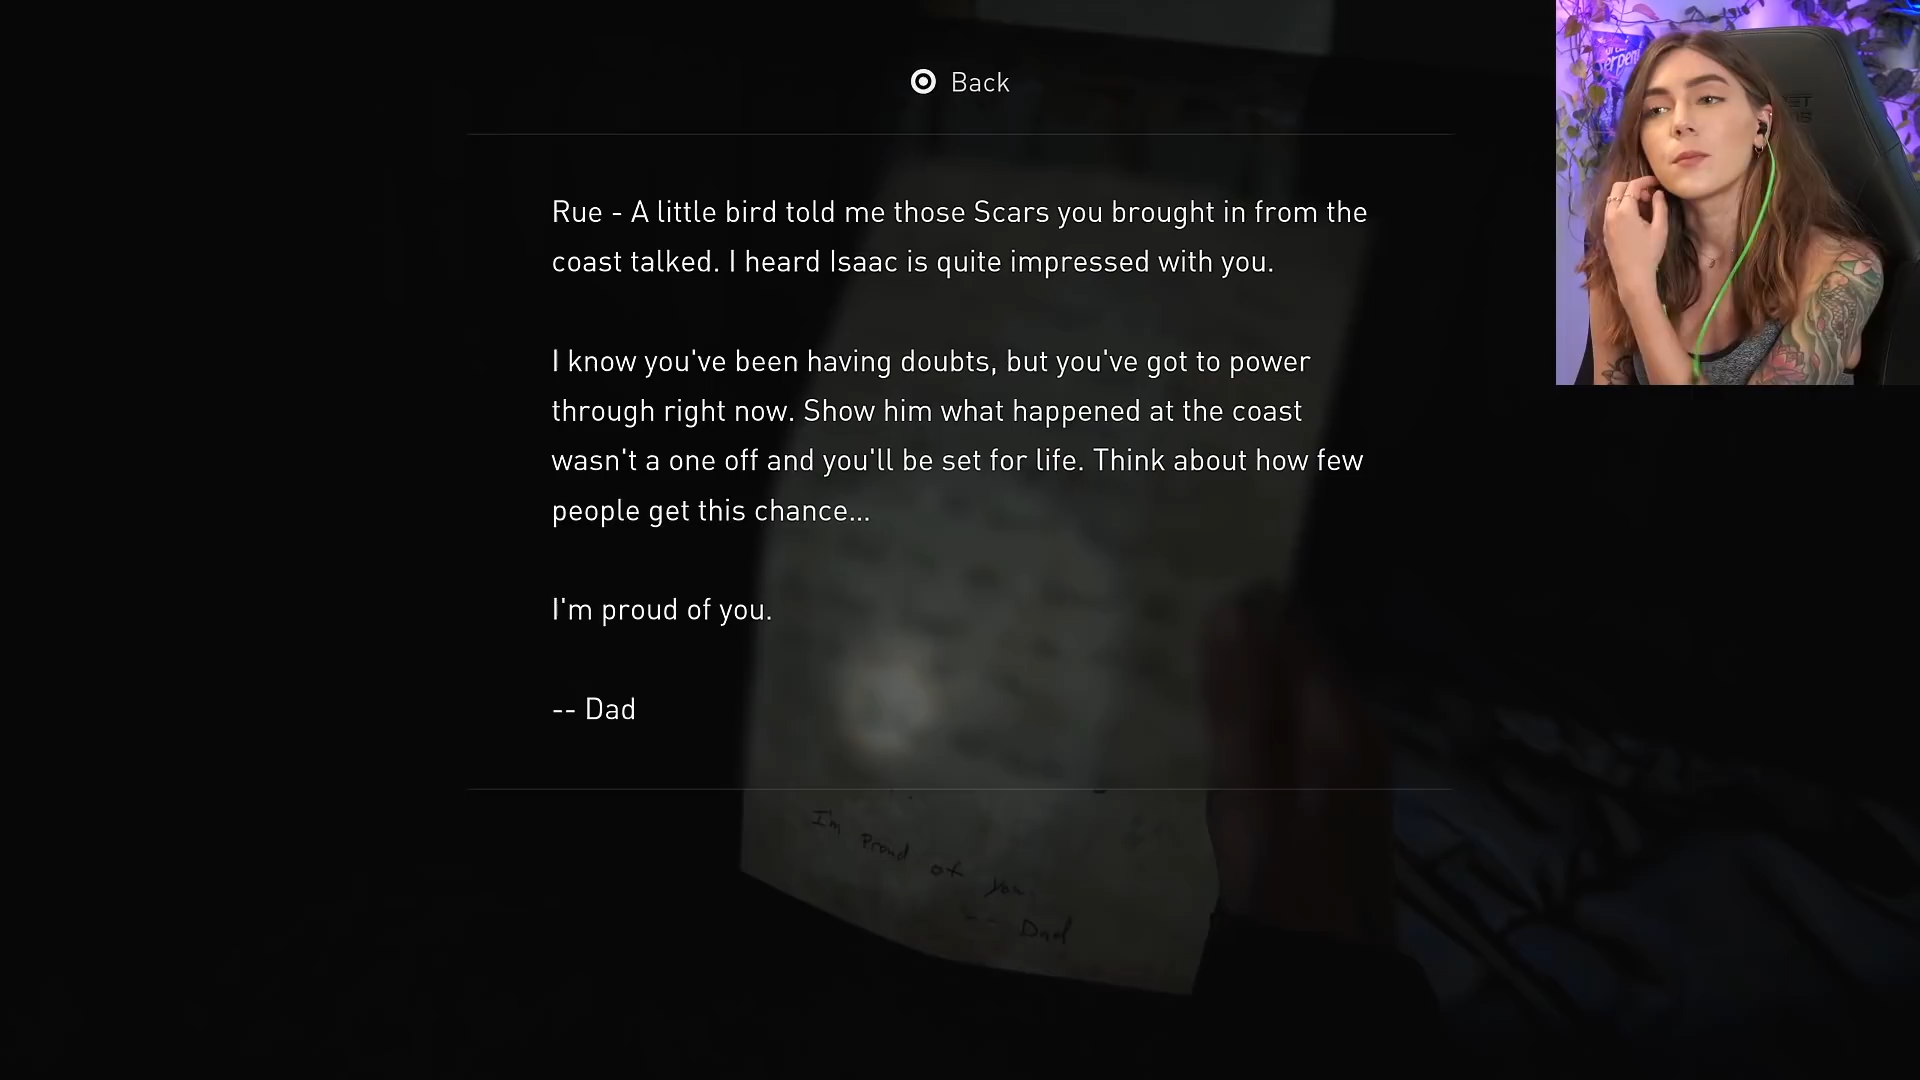 Back
Rue - A little bird told me those Scars you brought in from the
coast talked. I heard Isaac is quite impressed with you.
I know you've been having doubts, but you've got to power
through right now. Show him what happened at the coast
wasn't a one off and you'll be set for life. Think about how few
people get this chance...
I'm proud of you.
-- Dad
I'm Proud of you.
-- Dad